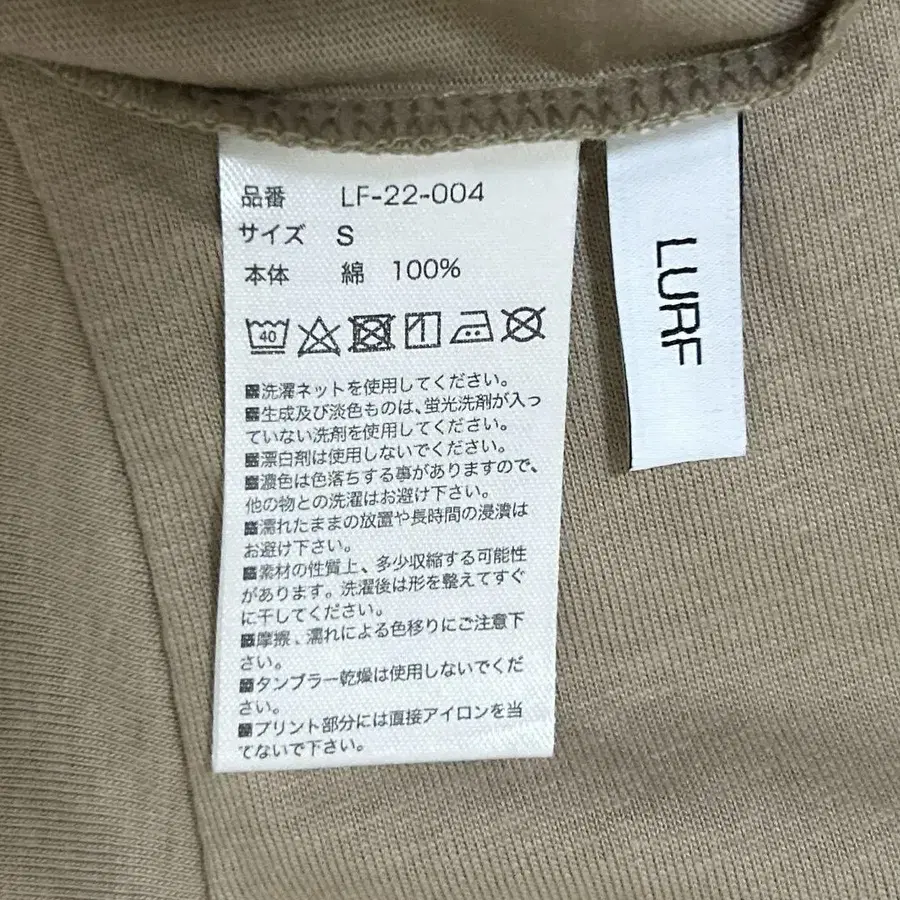 品番 LF-22-004
サイズ S
本体 綿 100%
40
■洗濯ネットを使用してください。
■生成及び淡色ものは、蛍光洗剤が入っ
ていない洗剤を使用してください。
■漂白剤は使用しないでください。
■濃色は色落ちする事がありますので、
他の物との洗濯はお避け下さい。
■濡れたままの放置や長時間の浸漬は
お避け下さい。
■素材の性質上、多少収縮する可能性
があります。洗濯後は形を整えてすぐ
に干してください。
■摩擦、濡れによる色移りにご注意下
さい。
■タンブラー乾燥は使用しないでくだ
さい。
■プリント部分には直接アイロンを当
てないで下さい。
LURF